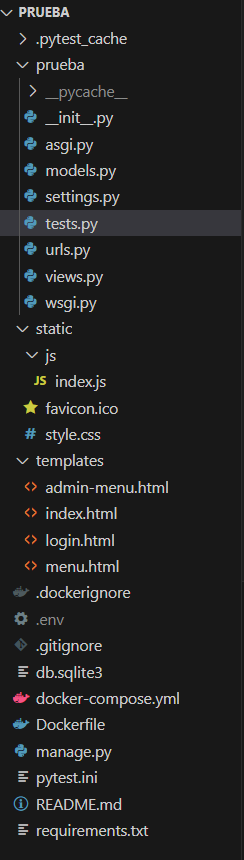 PRUEBA
.pytest_cache
prueba
__pycache__
__init__.py
asgi.py
models.py
settings.py
tests.py
urls.py
views.py
wsgi.py
static
js
JS index.js
favicon.ico
# style.css
templates
<> admin-menu.html
<> index.html
<> login.html
<> menu.html
.dockerignore
.env
.gitignore
db.sqlite3
docker-compose.yml
Dockerfile
manage.py
pytest.ini
README.md
requirements.txt